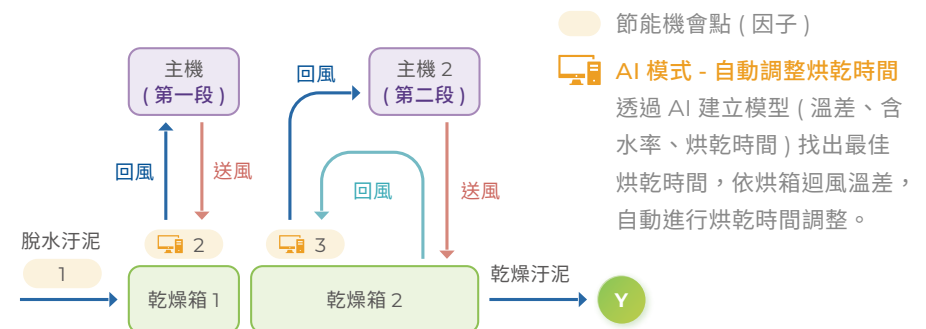 節能機會點 ( 因子 )
AI 模式 - 自動調整烘乾時間
透過 AI 建立模型 ( 溫差、含
水率、烘乾時間 ) 找出最佳
烘乾時間，依烘箱迴風溫差，
自動進行烘乾時間調整。
主機
( 第一段 )
回風
主機 2
( 第二段 )
回風
送風
回風
送風
脫水汙泥
1
2
3
乾燥箱 1
乾燥箱 2
乾燥汙泥
Y